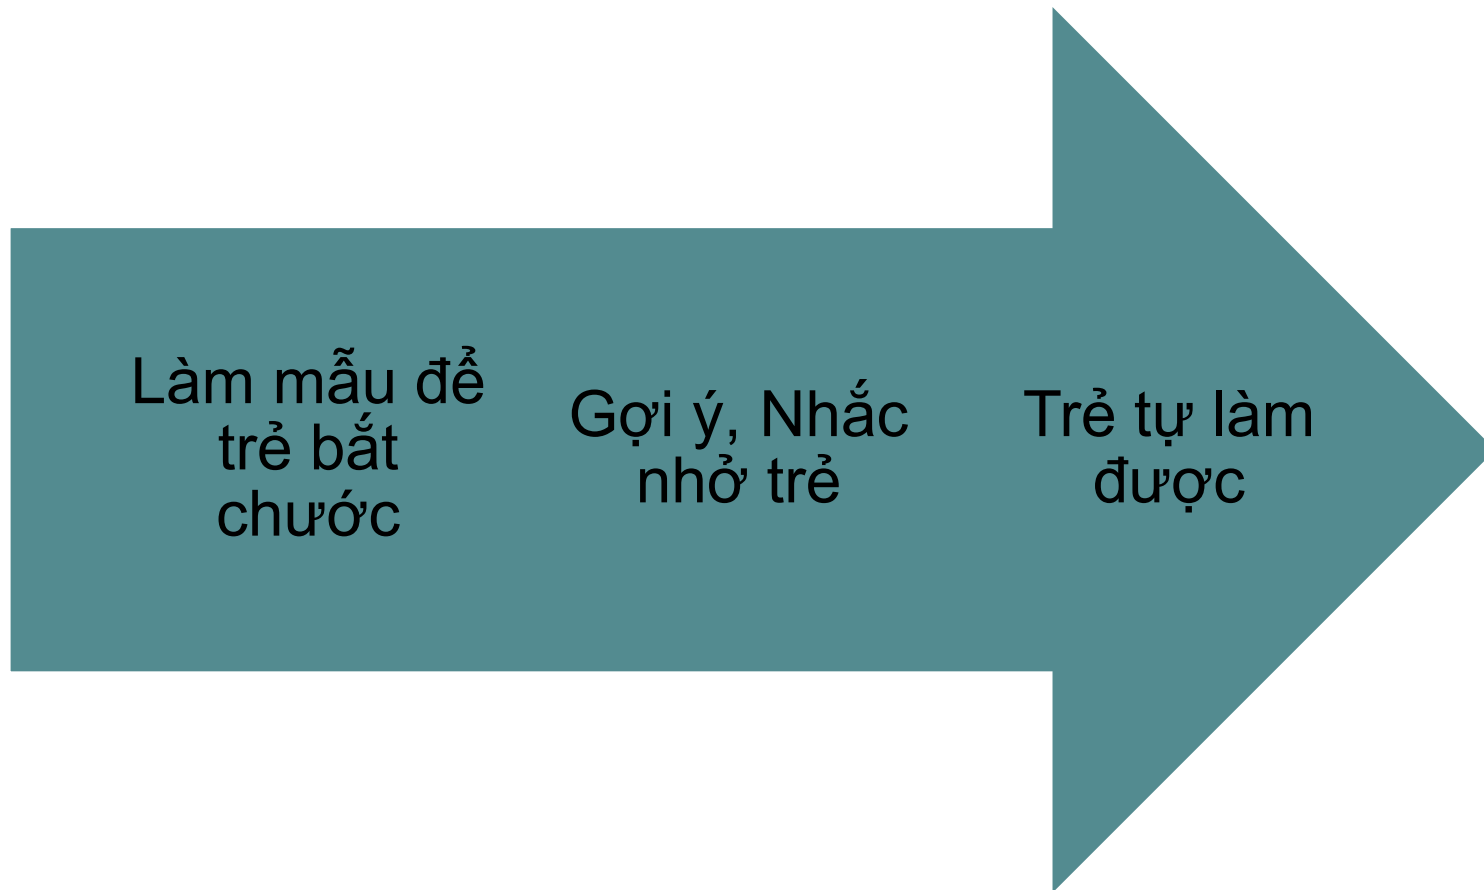 Làm mẫu để
trẻ bắt
chước
Gợi ý, Nhắc
nhở trẻ
Trẻ tự làm
được